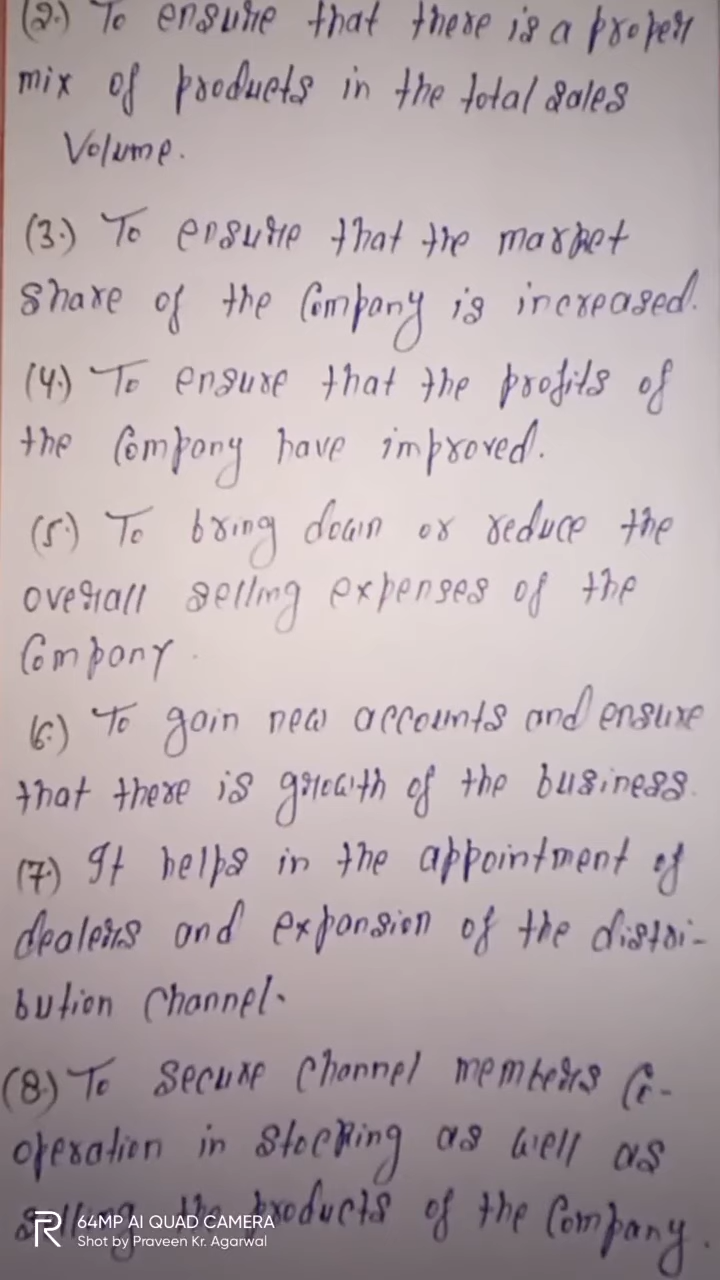 (2.) To ensure that there is a proper
mix of products in the total sales
Volume.
(3.) To ensure that the market
share of the Company is increased.
(4.) To ensure that the profits of
the Company have improved.
(5.) To bring down or reduce the
overall selling expenses of the
Company.
(6.) To gain new accounts and ensure
that there is growth of the business.
(7.) It helps in the appointment of
dealers and expansion of the distri-
bution Channel.
(8.) To secure Channel members Co-
operation in Stocking as well as
selling the products of the Company.
64MP AI QUAD CAMERA
Shot by Praveen Kr. Agarwal